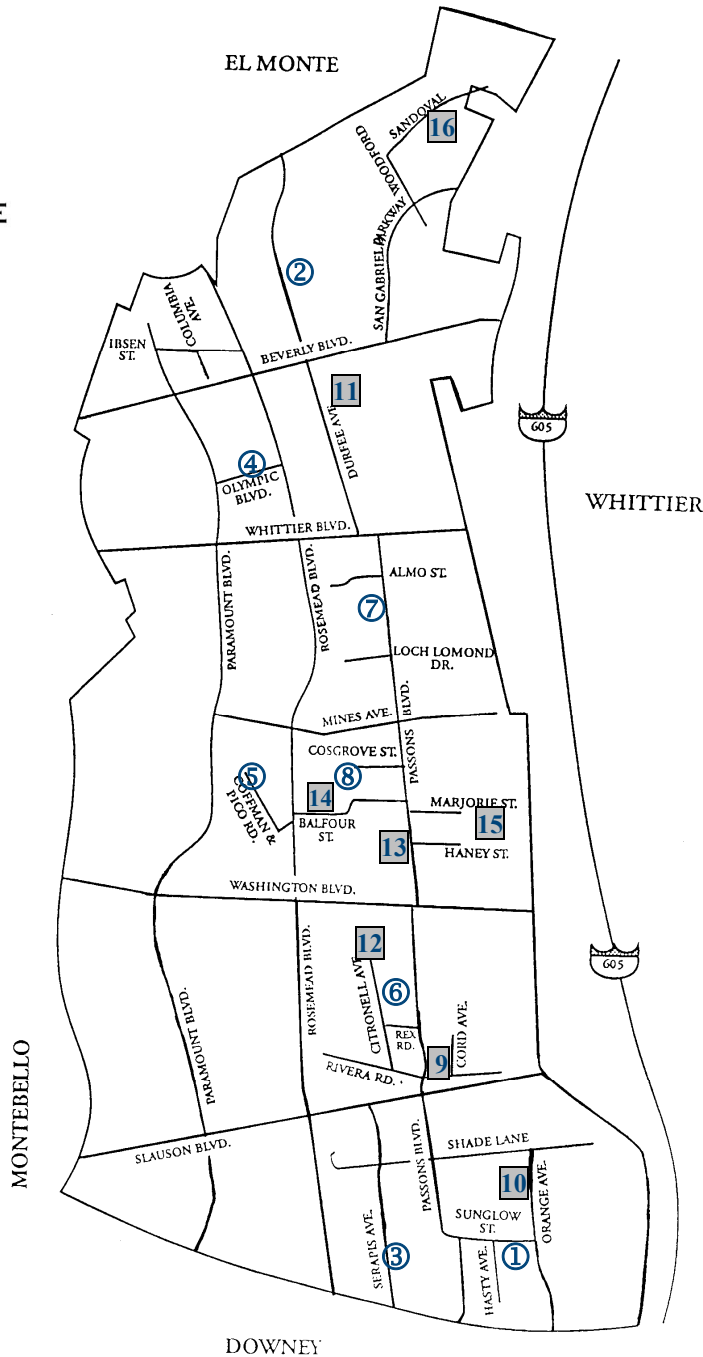 EL MONTE
SANDOVAL
16
WOODFORD
E
SAN GABRIEL PARKWAY
②
COLUMBIA
AVE.
IBSEN
ST.
BEVERLY BLVD.
11
DURFEE AVE
605
④
OLYMPIC
BLVD.
WHITTIER
WHITTIER BLVD.
PARAMOUNT BLVD.
ROSEMEAD BLVD.
ALMO ST.
⑦
LOCH LOMOND
DR.
MINES AVE.
PASSONS BLVD.
COSGROVE ST.
⑤
⑧
COFFMAN &
PICO RD.
14
MARJORIE ST.
BALFOUR
ST.
15
13
HANEY ST.
WASHINGTON BLVD.
12
605
ROSEMEAD BLVD.
CITRONELL AVE
⑥
PARAMOUNT BLVD.
REX
RD.
CORD AVE.
9
RIVERA RD.
MONTEBELLO
SLAUSON BLVD.
PASSONS BLVD.
SHADE LANE
10
ORANGE AVE.
SUNGLOW
ST.
SERAPIS AVE.
③
HASTY AVE.
①
DOWNEY